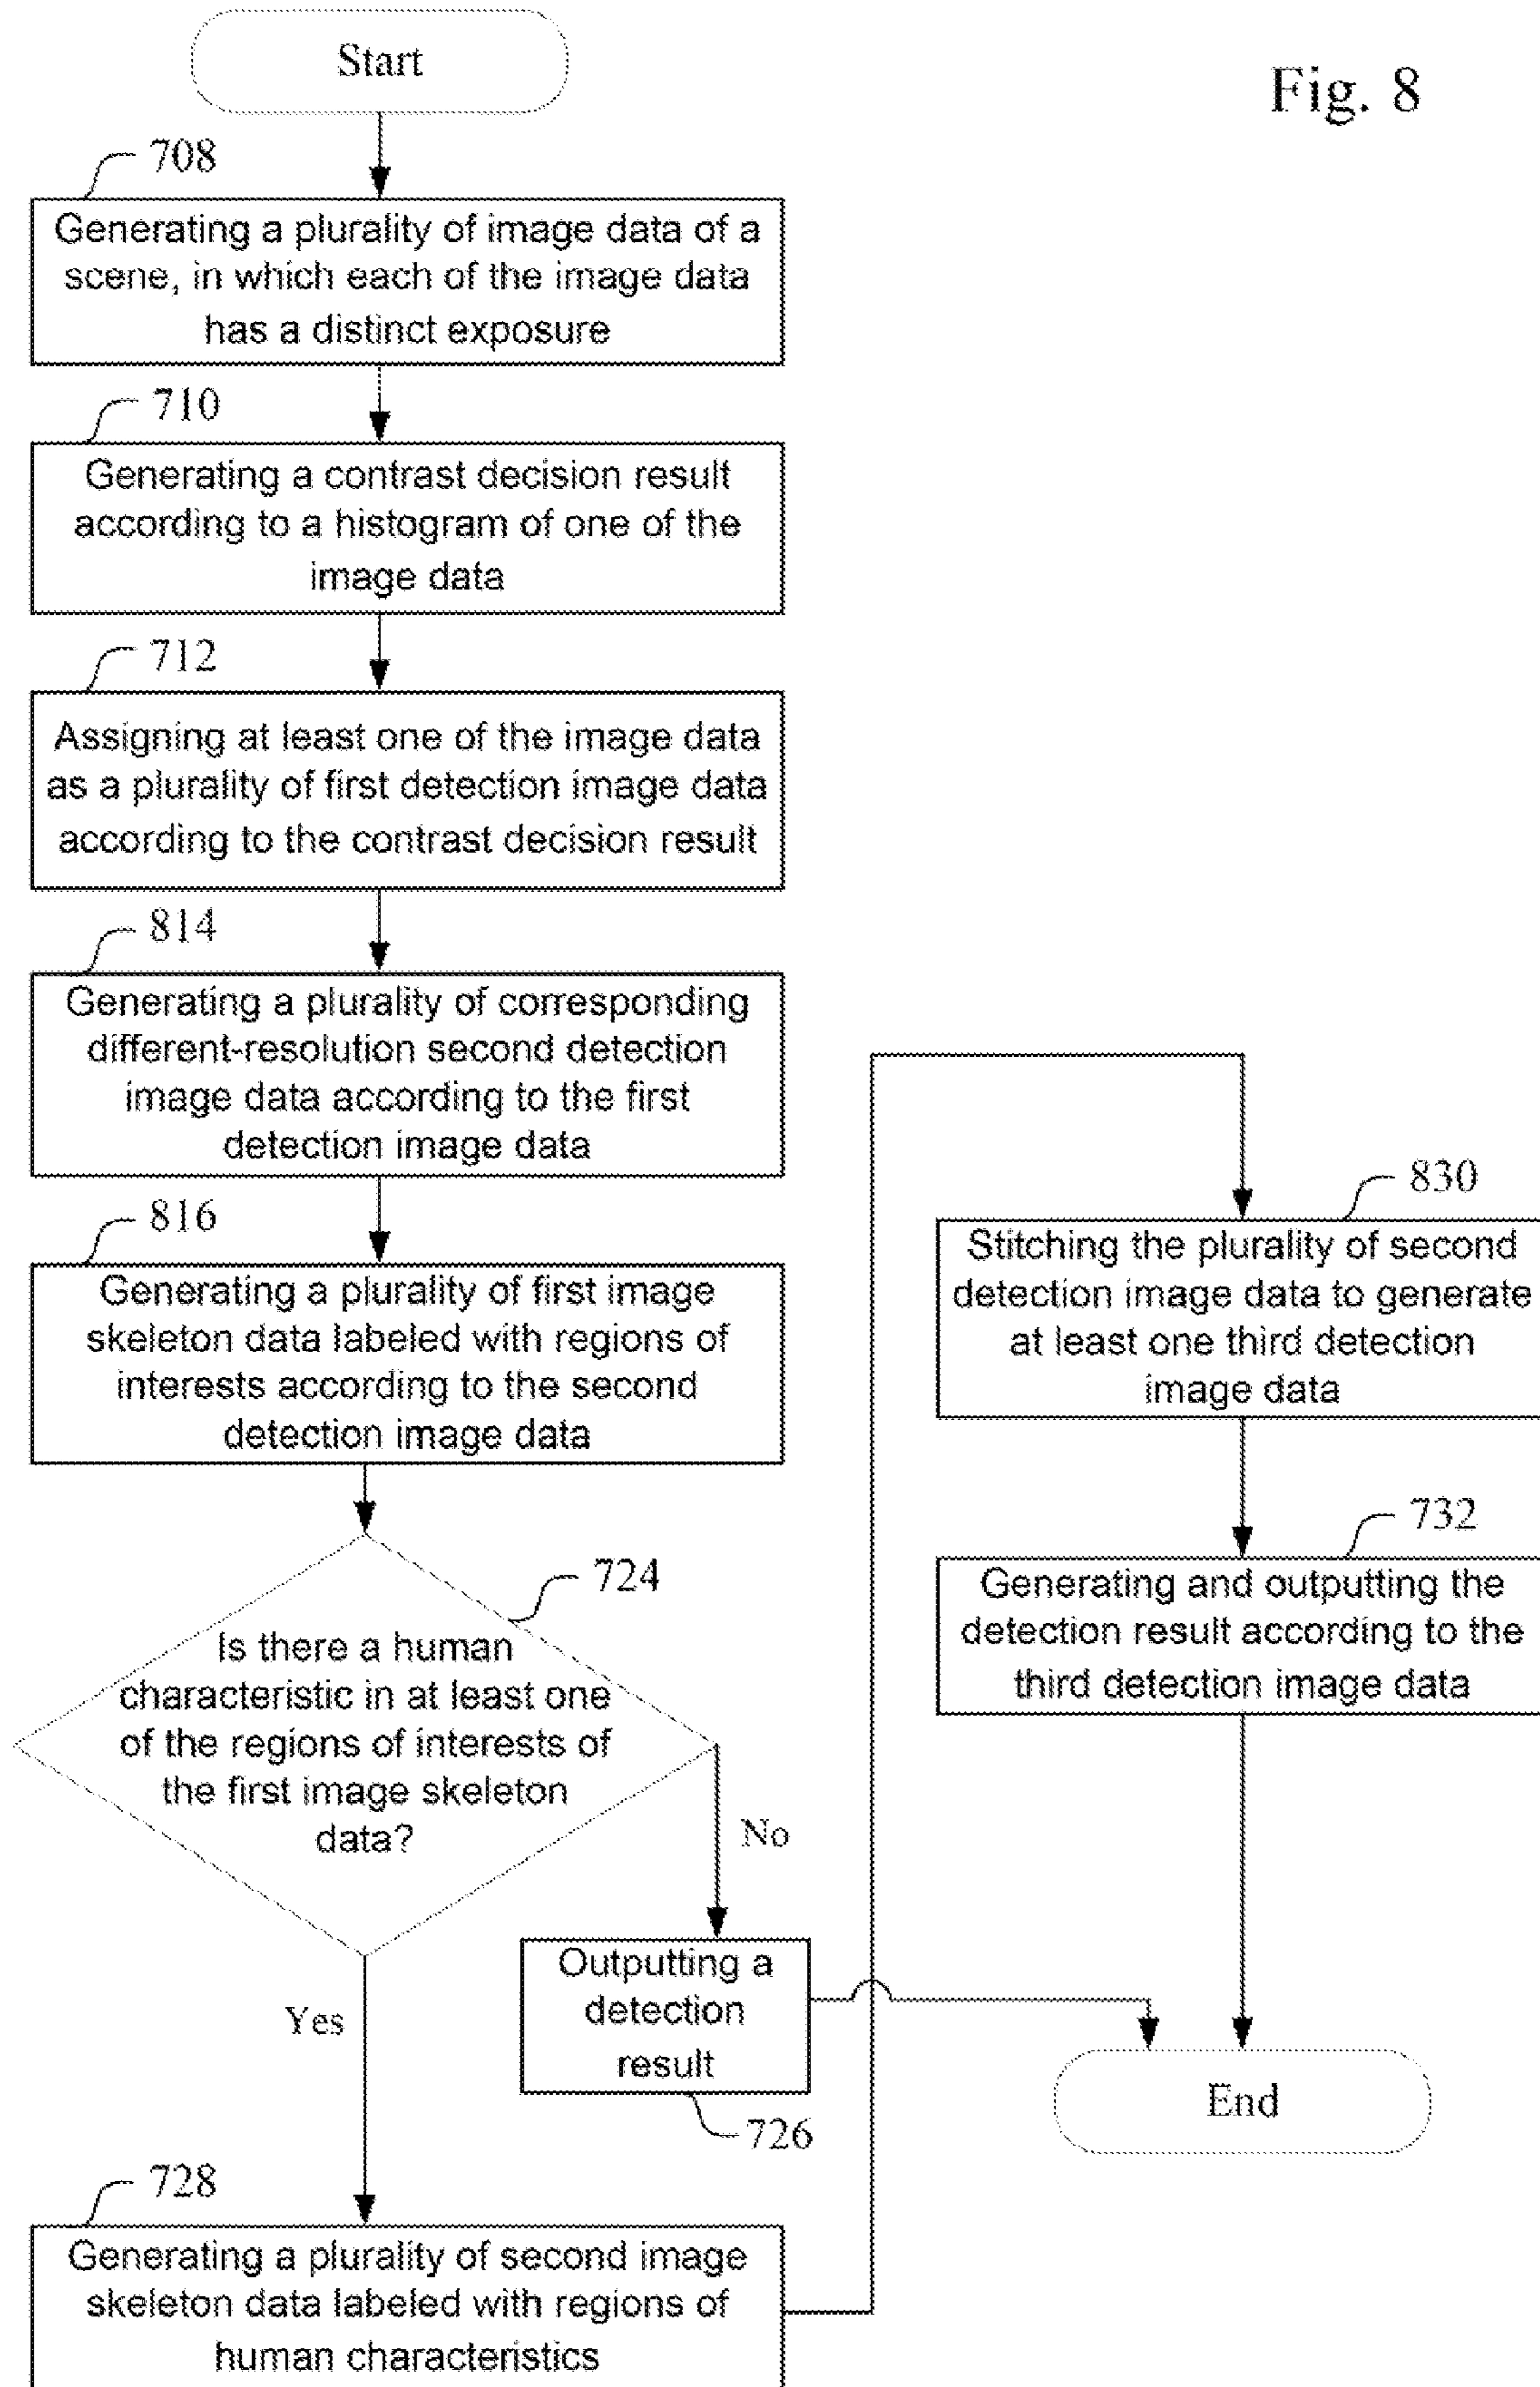 Start
Fig. 8
708
Generating a plurality of image data of a
scene, in which each of the image data
has a distinct exposure
710
Generating a contrast decision result
according to a histogram of one of the
image data
712
Assigning at least one of the image data
as a plurality of first detection image data
according to the contrast decision result
814
Generating a plurality of corresponding
different-resolution second detection
image data according to the first
detection image data
816
Generating a plurality of first image
skeleton data labeled with regions of
interests according to the second
detection image data
724
Is there a human
characteristic in at least one
of the regions of interests of
the first image skeleton
data?
No
Yes
Outputting a
detection
result
726
728
Generating a plurality of second image
skeleton data labeled with regions of
human characteristics
830
Stitching the plurality of second
detection image data to generate
at least one third detection
image data
732
Generating and outputting the
detection result according to the
third detection image data
End